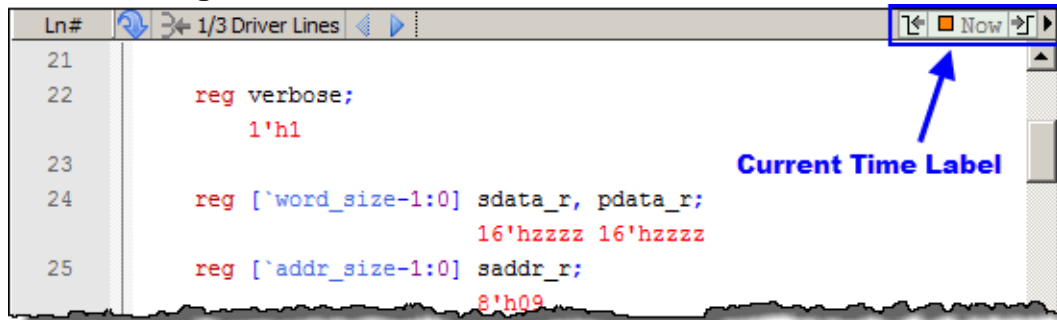 Ln# 1/3 Driver Lines Now
21
22 reg verbose;
1'h1
23
Current Time Label
24 reg [`word_size-1:0] sdata_r, pdata_r;
16'hzzzz 16'hzzzz
25 reg [`addr_size-1:0] saddr_r;
8'h09